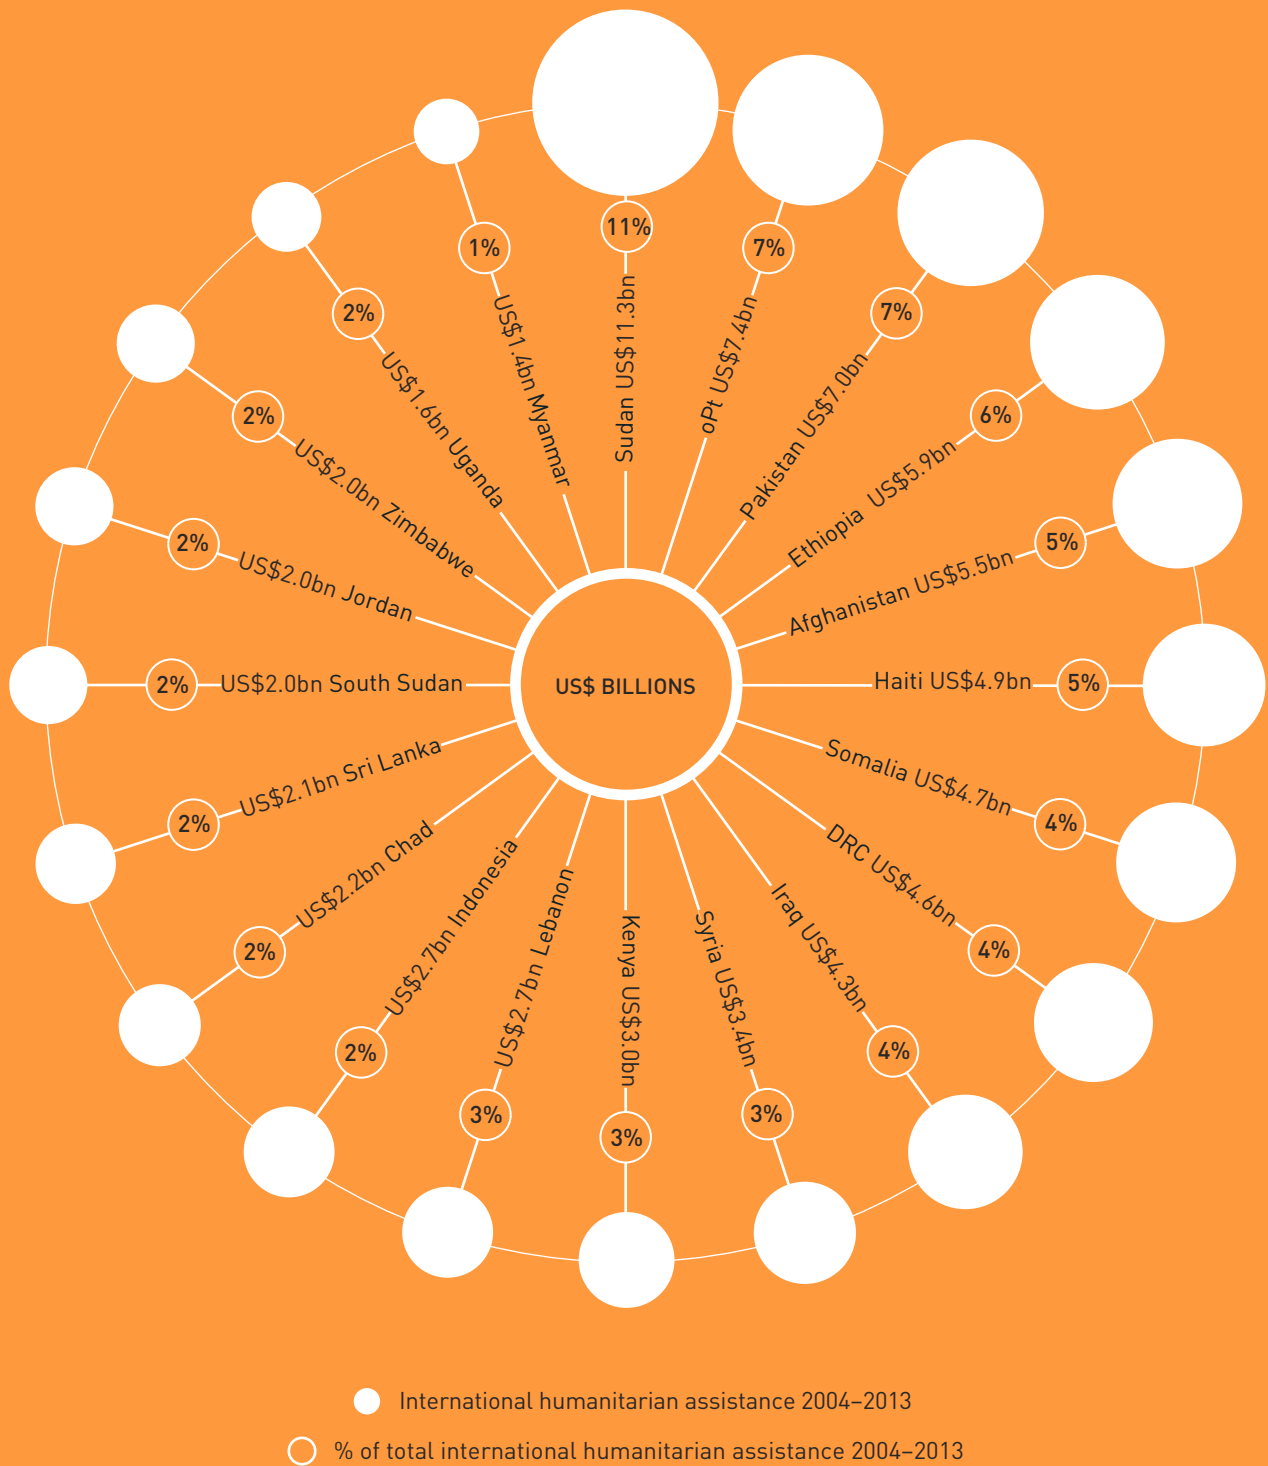 11%
Sudan US$11.3bn
7%
oPt US$7.4bn
7%
Pakistan US$7.0bn
6%
Ethiopia US$5.9bn
5%
Afghanistan US$5.5bn
5%
Haiti US$4.9bn
4%
Somalia US$4.7bn
4%
DRC US$4.6bn
4%
Iraq US$4.3bn
3%
Syria US$3.4bn
3%
Kenya US$3.0bn
3%
US$2.7bn Lebanon
2%
US$2.7bn Indonesia
2%
US$2.2bn Chad
2%
US$2.1bn Sri Lanka
2%
US$2.0bn South Sudan
2%
US$2.0bn Jordan
2%
US$2.0bn Zimbabwe
2%
US$1.6bn Uganda
1%
US$1.4bn Myanmar
US$ BILLIONS
International humanitarian assistance 2004–2013
% of total international humanitarian assistance 2004–2013